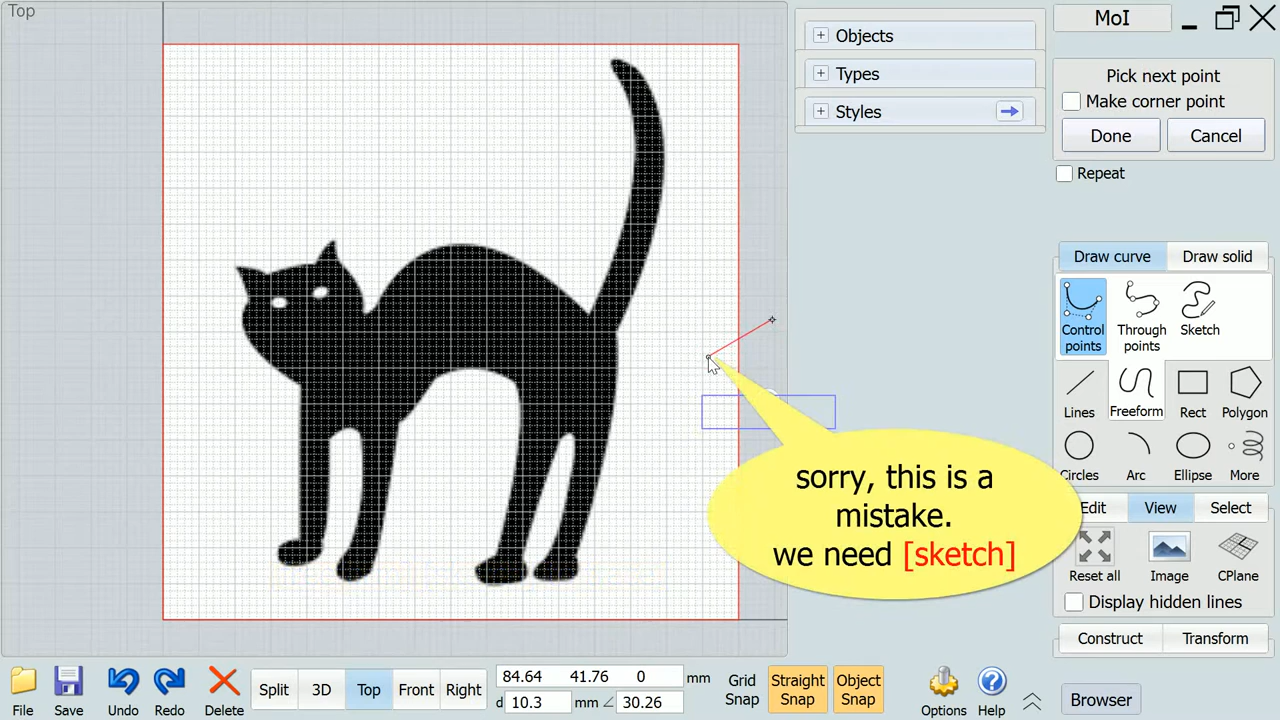 Top
Objects
Types
Styles
MoI
Pick next point
Make corner point
Done
Cancel
Repeat
Draw curve
Draw solid
Control points
Through points
Sketch
Lines
Freeform
Rect
Polygon
Circles
Arc
Ellipse
More
Edit
View
Select
Reset all
Image
CPlane
Display hidden lines
Construct
Transform
sorry, this is a
mistake.
we need [sketch]
File
Save
Undo
Redo
Delete
Split
3D
Top
Front
Right
84.64 41.76 0 mm
d 10.3 mm ∠ 30.26
Grid Snap
Straight Snap
Object Snap
Options
Help
Browser